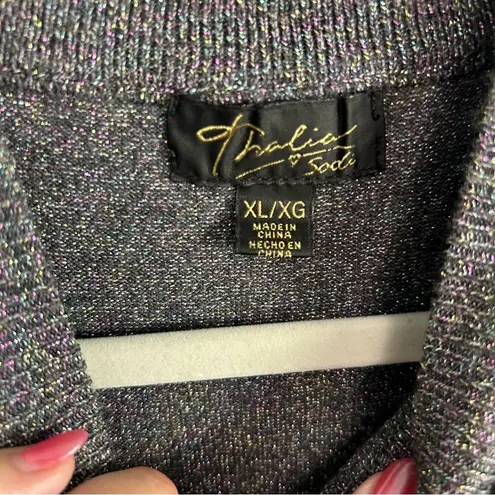 Thalia
Sodi
XL/XG
MADE IN
CHINA
HECHO EN
CHINA